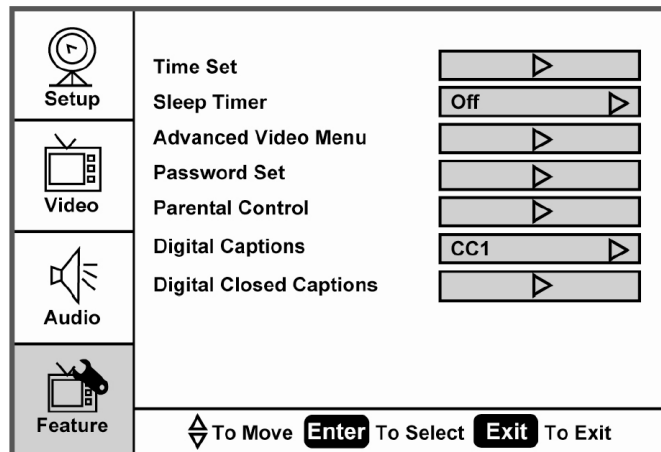 Setup
Video
Audio
Feature
Time Set
Sleep Timer Off
Advanced Video Menu
Password Set
Parental Control
Digital Captions CC1
Digital Closed Captions
To Move Enter To Select Exit To Exit